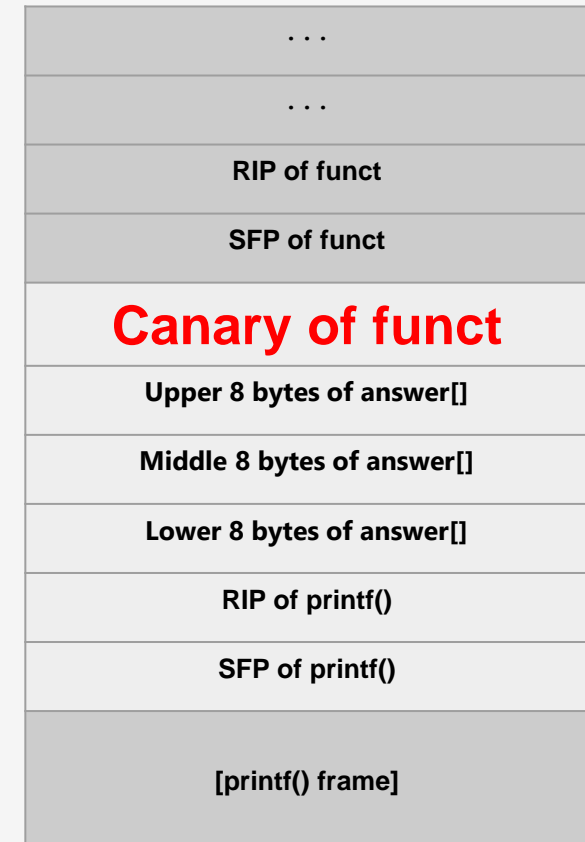 . . .
. . .
RIP of funct
SFP of funct
Canary of funct
Upper 8 bytes of answer[]
Middle 8 bytes of answer[]
Lower 8 bytes of answer[]
RIP of printf()
SFP of printf()
[printf() frame]